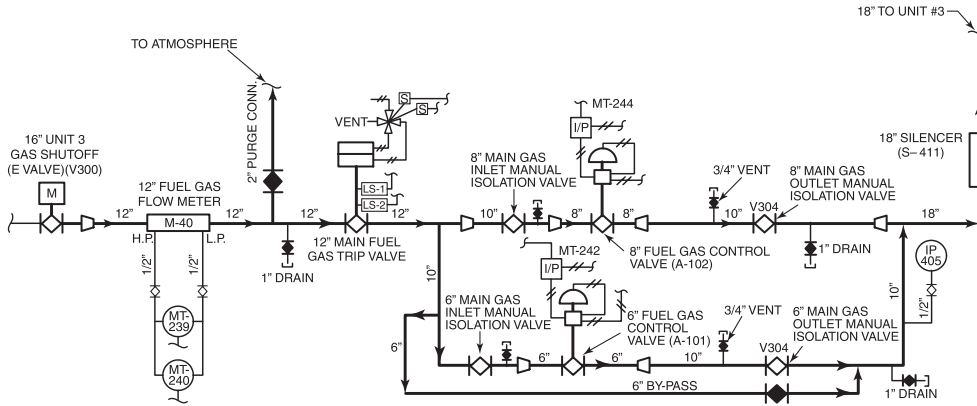 18" TO UNIT #3
TO ATMOSPHERE
2" PURGE CONN.
VENT
S
S
MT-244
I/P
18" SILENCER
(S-411)
16" UNIT 3
GAS SHUTOFF
(E VALVE)(V300)
M
12" FUEL GAS
FLOW METER
M-40
H.P.
L.P.
12"
12"
12"
12"
LS-1
LS-2
12" MAIN FUEL
GAS TRIP VALVE
1" DRAIN
8" MAIN GAS
INLET MANUAL
ISOLATION VALVE
10"
8"
8"
8" FUEL GAS CONTROL
VALVE (A-102)
3/4" VENT
10"
V304
8" MAIN GAS
OUTLET MANUAL
ISOLATION VALVE
1" DRAIN
18"
IP
405
1/2"
10"
1/2"
1/2"
MT-
239
MT-
240
10"
6"
MT-242
I/P
6" MAIN GAS
INLET MANUAL
ISOLATION VALVE
6"
6" FUEL GAS
CONTROL
VALVE (A-101)
6"
3/4" VENT
10"
V304
6" MAIN GAS
OUTLET MANUAL
ISOLATION VALVE
6" BY-PASS
1" DRAIN